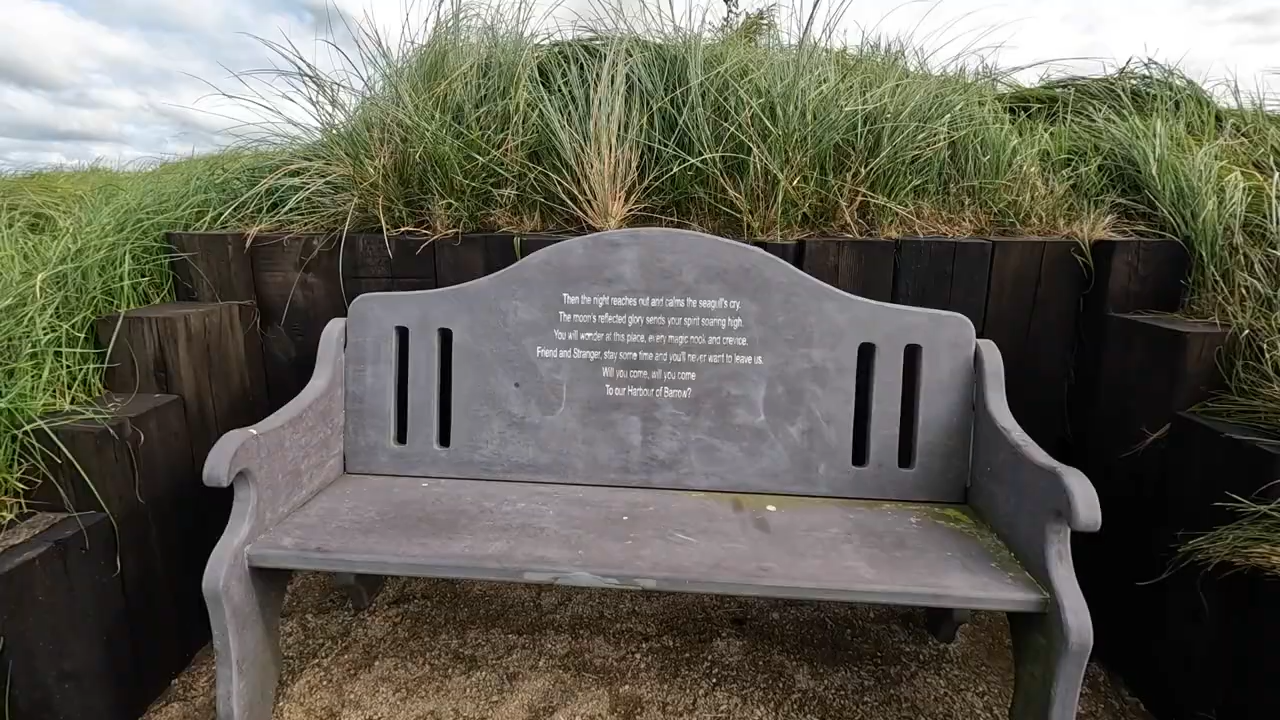 Then the night reaches out and calms the seagull's cry.
The moon's reflected glory sends your spirit soaring high.
You will wonder at this place, every magic nook and crevice.
Friend and Stranger, stay some time and you'll never want to leave us.
Will you come, will you come
To our Harbour of Barrow?